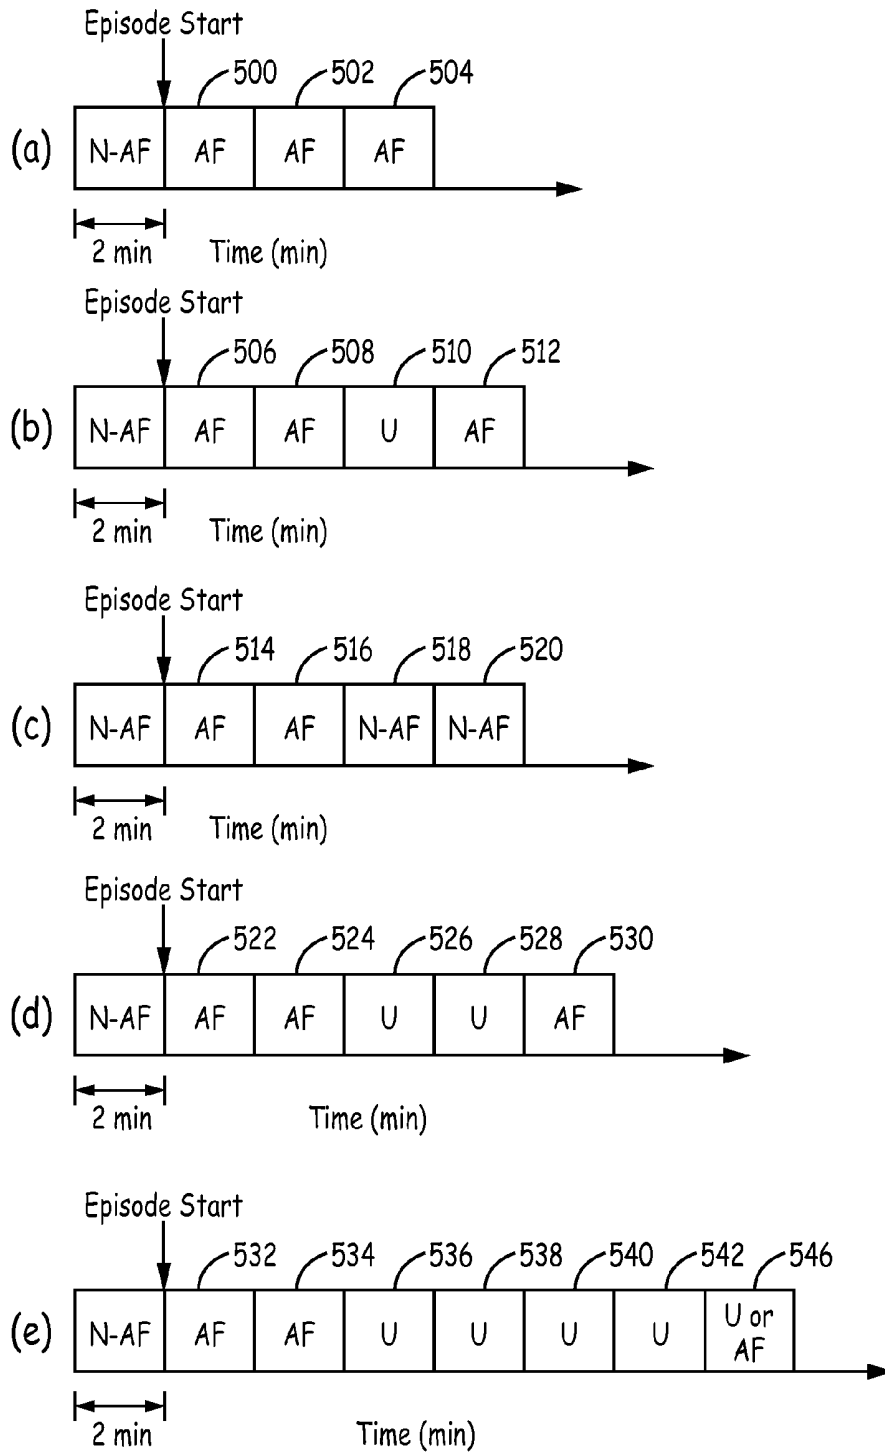 Episode Start
500 502 504
(a) N-AF AF AF AF
2 min Time (min)
Episode Start
506 508 510 512
(b) N-AF AF AF U AF
2 min Time (min)
Episode Start
514 516 518 520
(c) N-AF AF AF N-AF N-AF
2 min Time (min)
Episode Start
522 524 526 528 530
(d) N-AF AF AF U U AF
2 min Time (min)
Episode Start
532 534 536 538 540 542 546
(e) N-AF AF AF U U U U U or
AF
2 min Time (min)